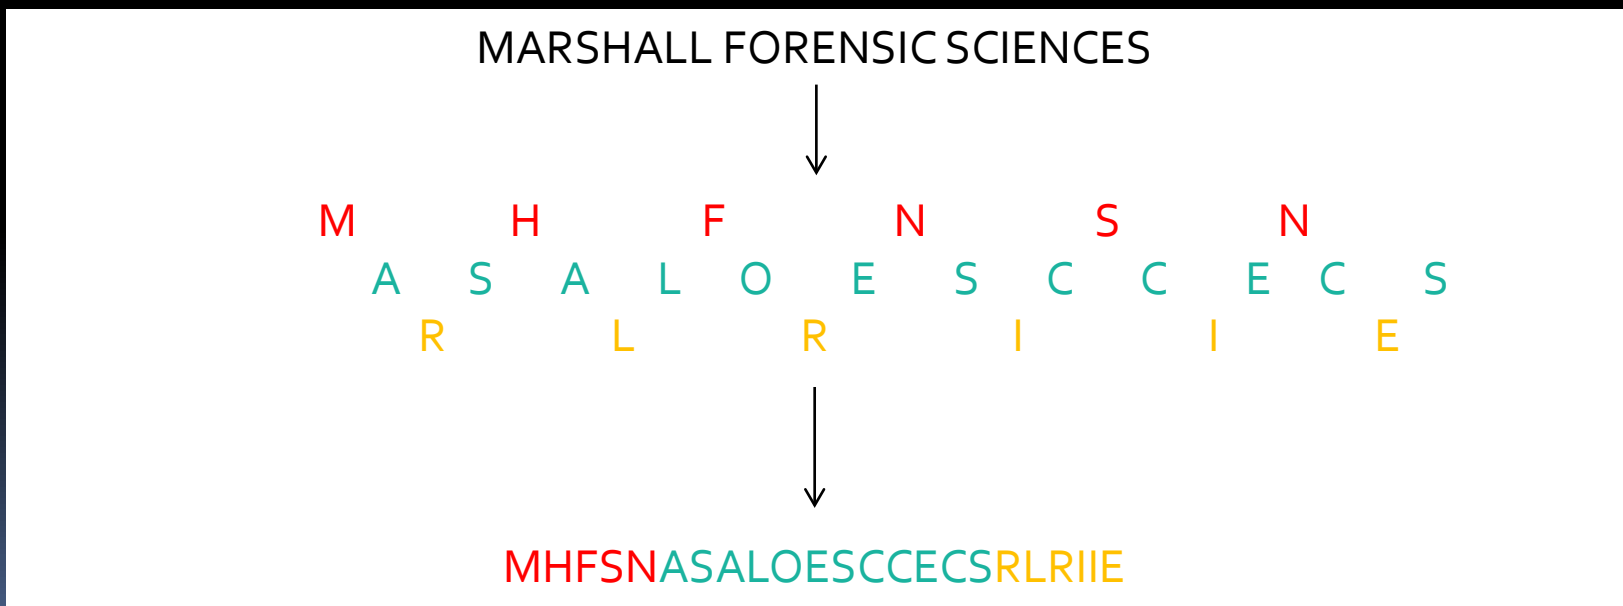 MARSHALL FORENSIC SCIENCES
M H F N S N
A S A L O E S C C E C S
R L R I I E
MHFSNASALOESCCECSRLRIIE